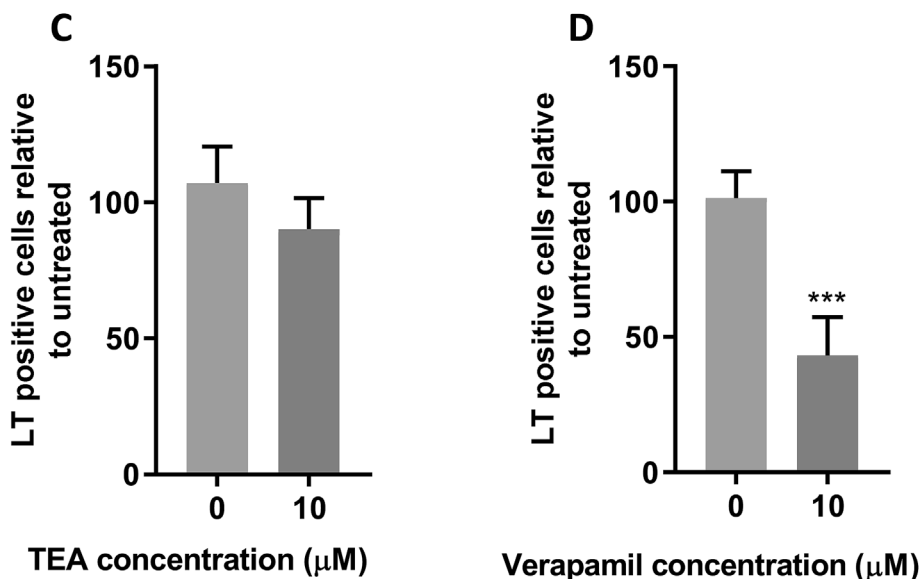 C
LT positive cells relative
to untreated
150
100
50
0
0 10
TEA concentration (μM)
D
LT positive cells relative
to untreated
150
100
50
0
***
0 10
Verapamil concentration (μM)